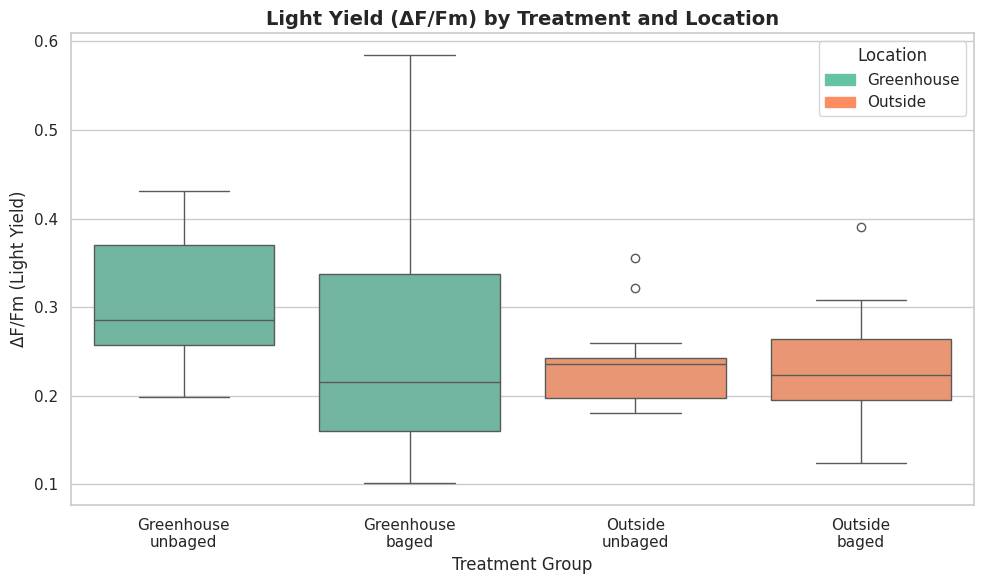 Light Yield (ΔF/Fm) by Treatment and Location
ΔF/Fm (Light Yield)
0.6
0.5
0.4
0.3
0.2
0.1
Location
Greenhouse
Outside
Greenhouse
unbaged
Greenhouse
baged
Outside
unbaged
Outside
baged
Treatment Group